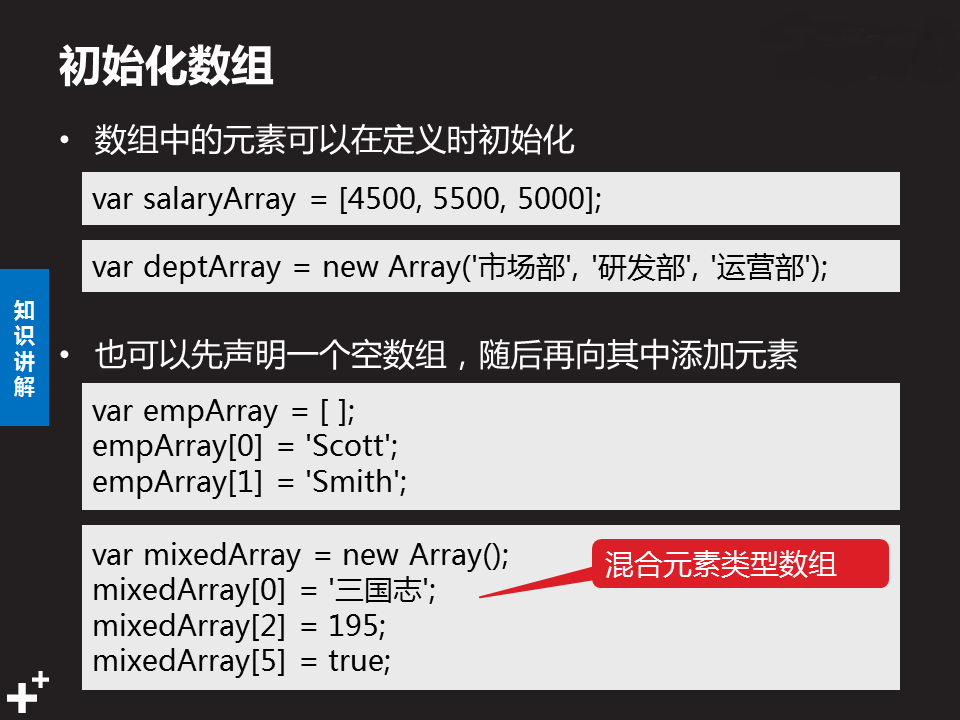 初始化数组
• 数组中的元素可以在定义时初始化
var salaryArray = [4500, 5500, 5000];
var deptArray = new Array('市场部', '研发部', '运营部');
知识讲解
• 也可以先声明一个空数组，随后再向其中添加元素
var empArray = [ ];
empArray[0] = 'Scott';
empArray[1] = 'Smith';
var mixedArray = new Array();
混合元素类型数组
mixedArray[0] = '三国志';
mixedArray[2] = 195;
mixedArray[5] = true;